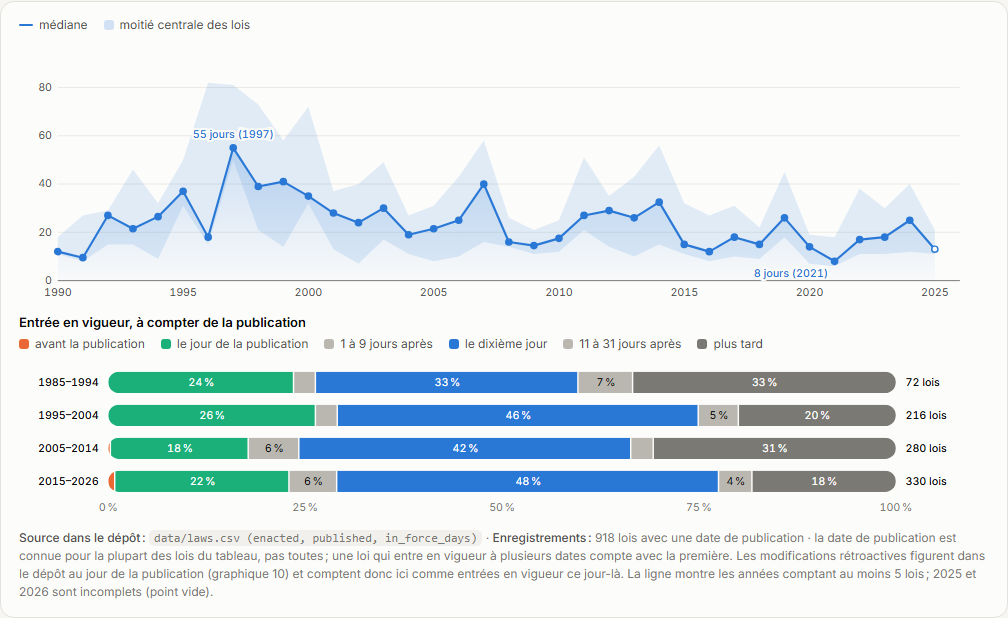 médiane moitié centrale des lois
80
60
40
20
0
55 jours (1997)
8 jours (2021)
1990 1995 2000 2005 2010 2015 2020 2025
Entrée en vigueur, à compter de la publication
avant la publication le jour de la publication 1 à 9 jours après le dixième jour 11 à 31 jours après plus tard
1985–1994 24 % 33 % 7 % 33 % 72 lois
1995–2004 26 % 46 % 5 % 20 % 216 lois
2005–2014 18 % 6 % 42 % 31 % 280 lois
2015–2026 22 % 6 % 48 % 4 % 18 % 330 lois
0 % 25 % 50 % 75 % 100 %
Source dans le dépôt : data/laws.csv (enacted, published, in_force_days) · Enregistrements : 918 lois avec une date de publication · la date de publication est
connue pour la plupart des lois du tableau, pas toutes ; une loi qui entre en vigueur à plusieurs dates compte avec la première. Les modifications rétroactives figurent dans
le dépôt au jour de la publication (graphique 10) et comptent donc ici comme entrées en vigueur ce jour-là. La ligne montre les années comptant au moins 5 lois ; 2025 et
2026 sont incomplets (point vide).